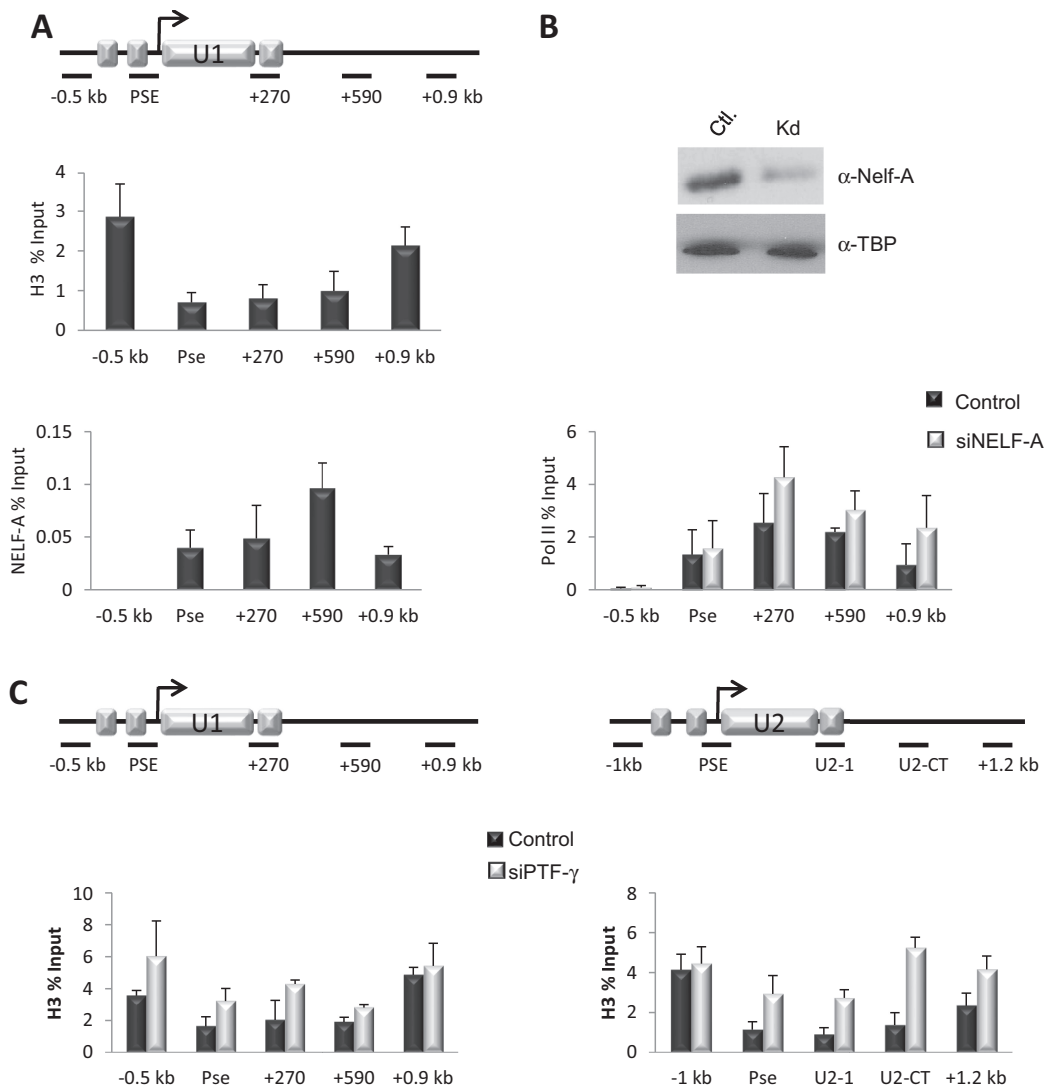 A
U1
-0.5 kb PSE +270 +590 +0.9 kb
H3 % Input
4
3
2
1
0
-0.5 kb Pse +270 +590 +0.9 kb
NELF-A % Input
0.15
0.1
0.05
0
-0.5 kb Pse +270 +590 +0.9 kb
B
Ctl. Kd
α-Nelf-A
α-TBP
Control
siNELF-A
Pol II % Input
6
4
2
0
-0.5 kb Pse +270 +590 +0.9 kb
C
U1
-0.5 kb PSE +270 +590 +0.9 kb
U2
-1kb PSE U2-1 U2-CT +1.2 kb
Control
siPTF-γ
H3 % Input
10
8
6
4
2
0
-0.5 kb Pse +270 +590 +0.9 kb
H3 % Input
8
6
4
2
0
-1 kb Pse U2-1 U2-CT +1.2 kb